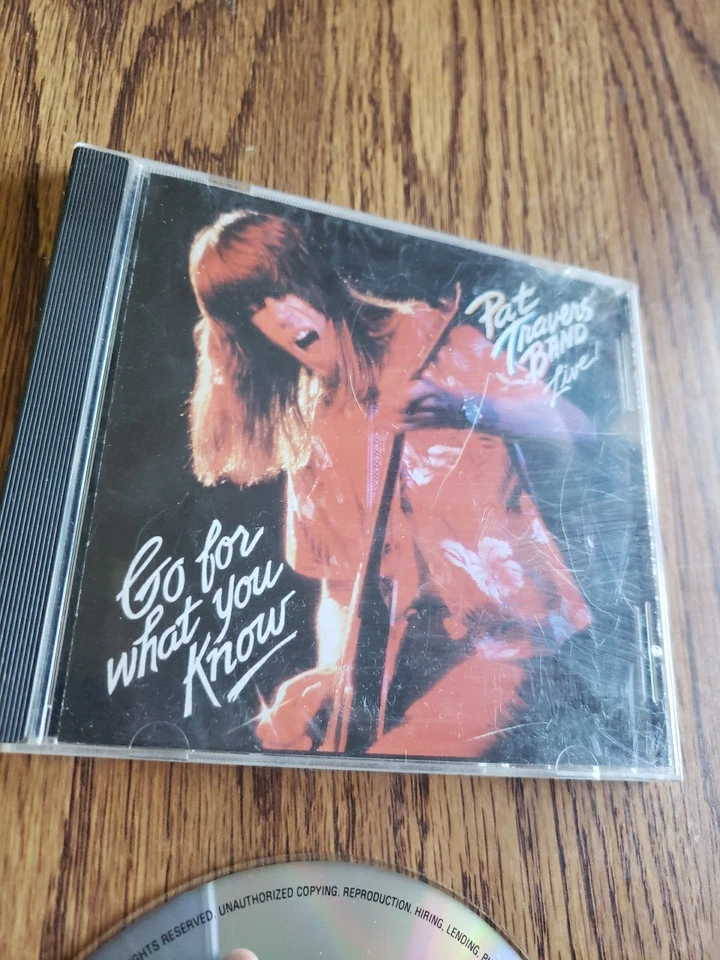 Pat
Travers
BAND
Live!
Go for
what you
Know
RIGHTS RESERVED. UNAUTHORIZED COPYING, REPRODUCTION, HIRING, LENDING,